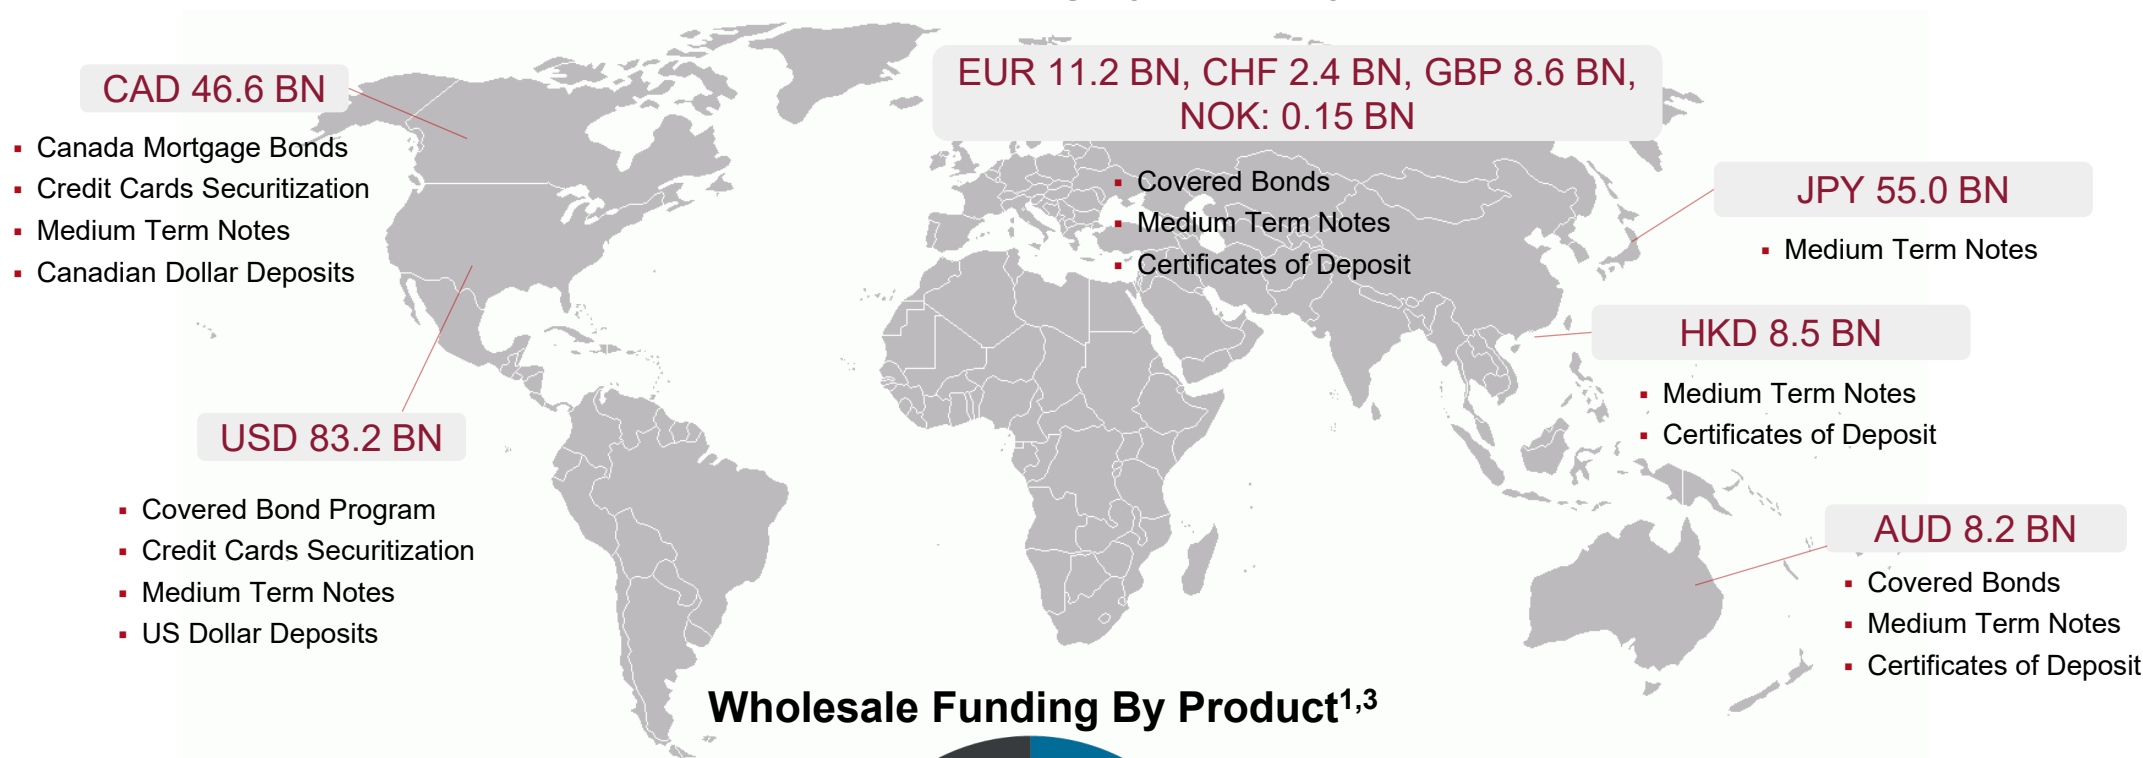 CAD 46.6 BN
▪ Canada Mortgage Bonds
▪ Credit Cards Securitization
▪ Medium Term Notes
▪ Canadian Dollar Deposits
USD 83.2 BN
▪ Covered Bond Program
▪ Credit Cards Securitization
▪ Medium Term Notes
▪ US Dollar Deposits
EUR 11.2 BN, CHF 2.4 BN, GBP 8.6 BN,
NOK: 0.15 BN
▪ Covered Bonds
▪ Medium Term Notes
▪ Certificates of Deposit
JPY 55.0 BN
▪ Medium Term Notes
HKD 8.5 BN
▪ Medium Term Notes
▪ Certificates of Deposit
AUD 8.2 BN
▪ Covered Bonds
▪ Medium Term Notes
▪ Certificates of Deposit
Wholesale Funding By Product1,3